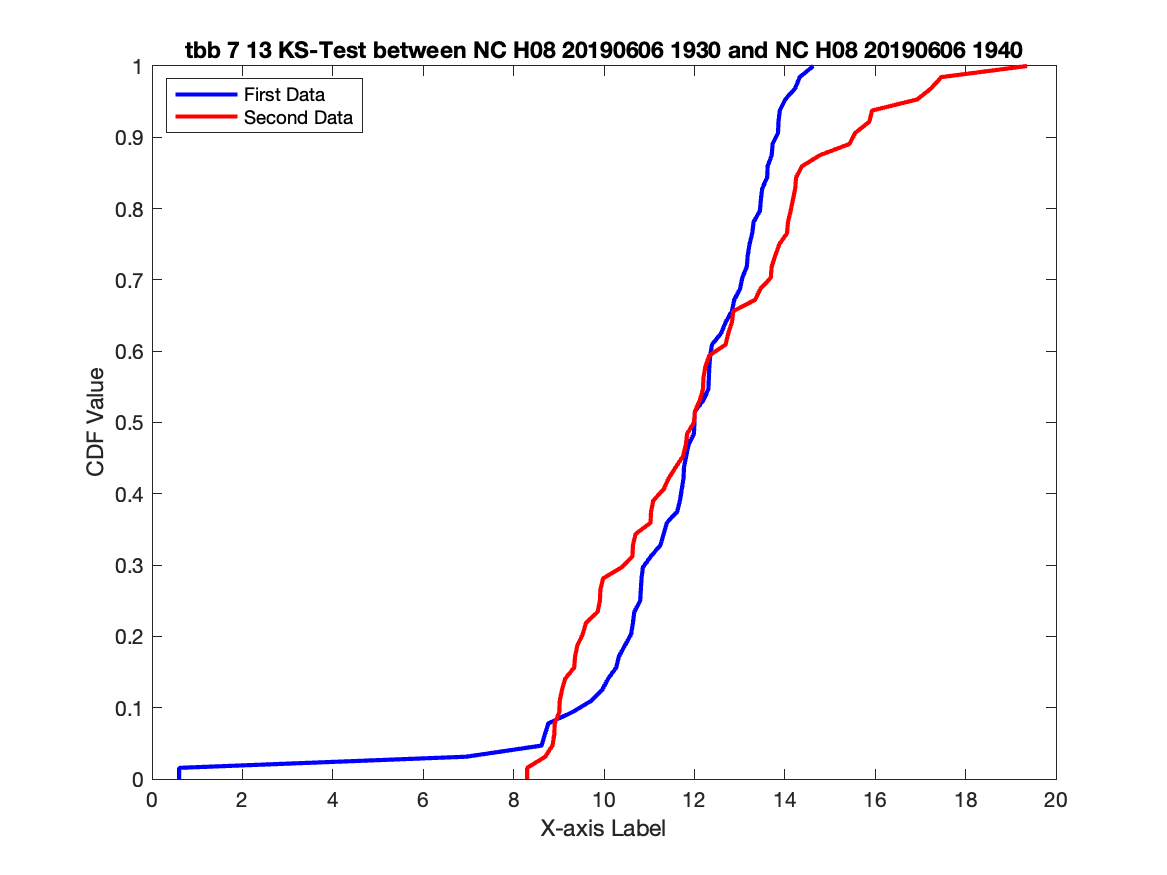 tbb 7 13 KS-Test between NC H08 20190606 1930 and NC H08 20190606 1940
First Data
Second Data
CDF Value
1
0.9
0.8
0.7
0.6
0.5
0.4
0.3
0.2
0.1
0
0 2 4 6 8 10 12 14 16 18 20
X-axis Label